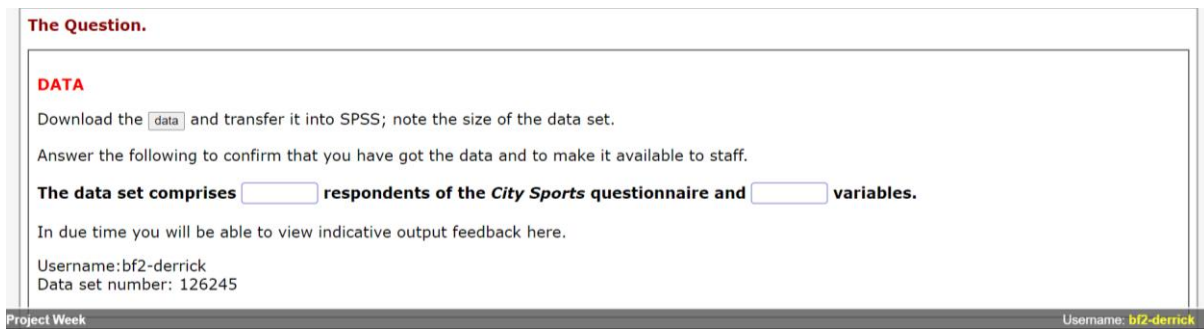 The Question.
DATA
Download the data and transfer it into SPSS; note the size of the data set.
Answer the following to confirm that you have got the data and to make it available to staff.
The data set comprises respondents of the City Sports questionnaire and variables.
In due time you will be able to view indicative output feedback here.
Username:bf2-derrick
Data set number: 126245
Project Week Username: bf2-derrick